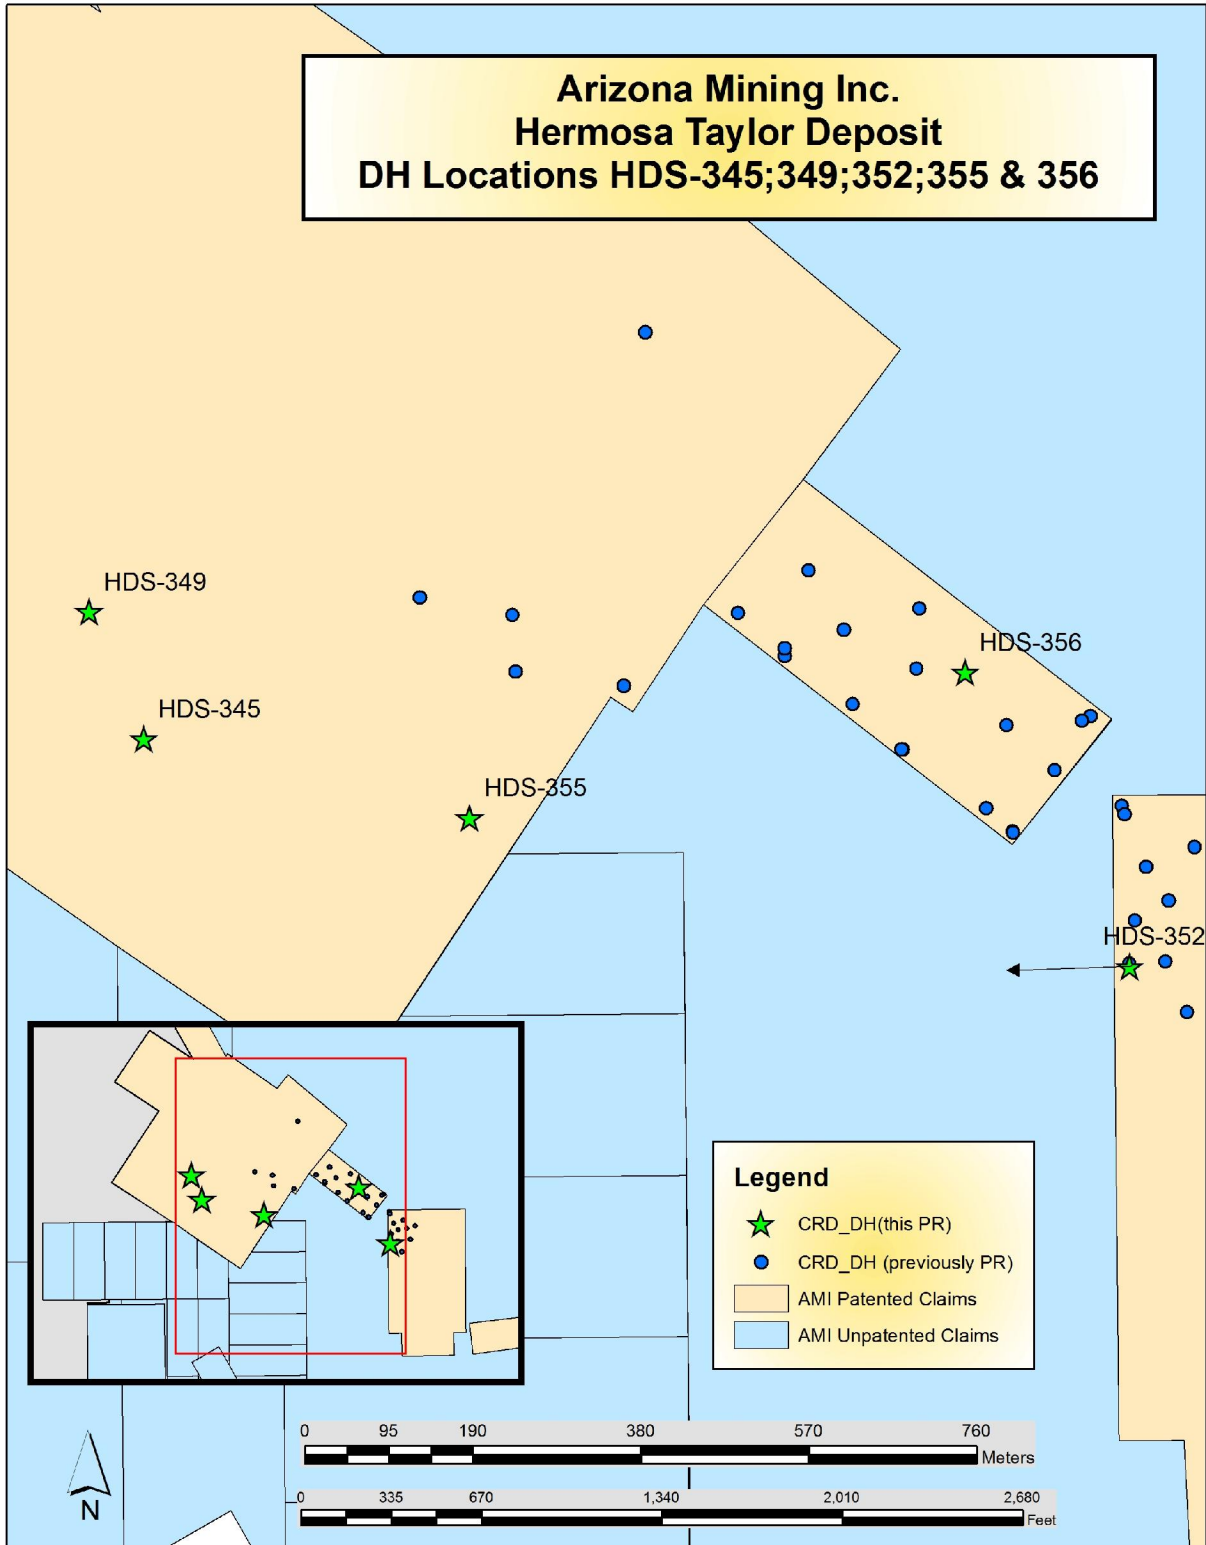 Arizona Mining Inc.
Hermosa Taylor Deposit
DH Locations HDS-345;349;352;355 & 356
HDS-349
HDS-356
HDS-345
HDS-355
HDS-352
Legend
CRD_DH(this PR)
CRD_DH (previously PR)
AMI Patented Claims
AMI Unpatented Claims
0 95 190 380 570 760
Meters
0 335 670 1,340 2,010 2,680
Feet
N